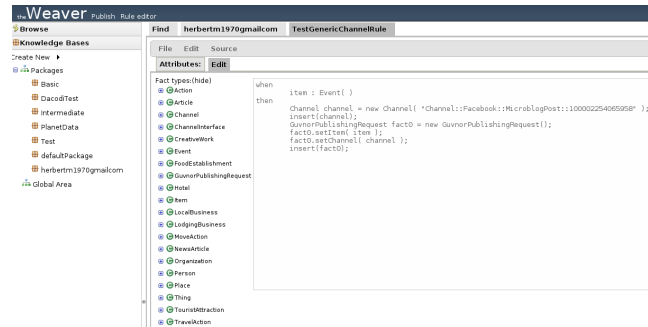 the Weaver Publish Rule editor
Browse
Knowledge Bases
Create New
Packages
Basic
DacodiTest
Intermediate
PlanetData
Test
defaultPackage
herbertm1970gmailcom
Global Area
Find herbertm1970gmailcom TestGenericChannelRule
File Edit Source
Attributes: Edit
Fact types:(hide)
Action
Article
Channel
ChannelInterface
CreativeWork
Event
FoodEstablishment
GuvnorPublishingRequest
Hotel
Item
LocalBusiness
LodgingBusiness
MoveAction
NewsArticle
Organization
Person
Place
Thing
TouristAttraction
TravelAction
when
item : Event( )
then
Channel channel = new Channel( "Channel::Facebook::MicroblogPost::100002254065958" );
insert(channel);
GuvnorPublishingRequest fact0 = new GuvnorPublishingRequest();
fact0.setItem( item );
fact0.setChannel( channel );
insert(fact0);